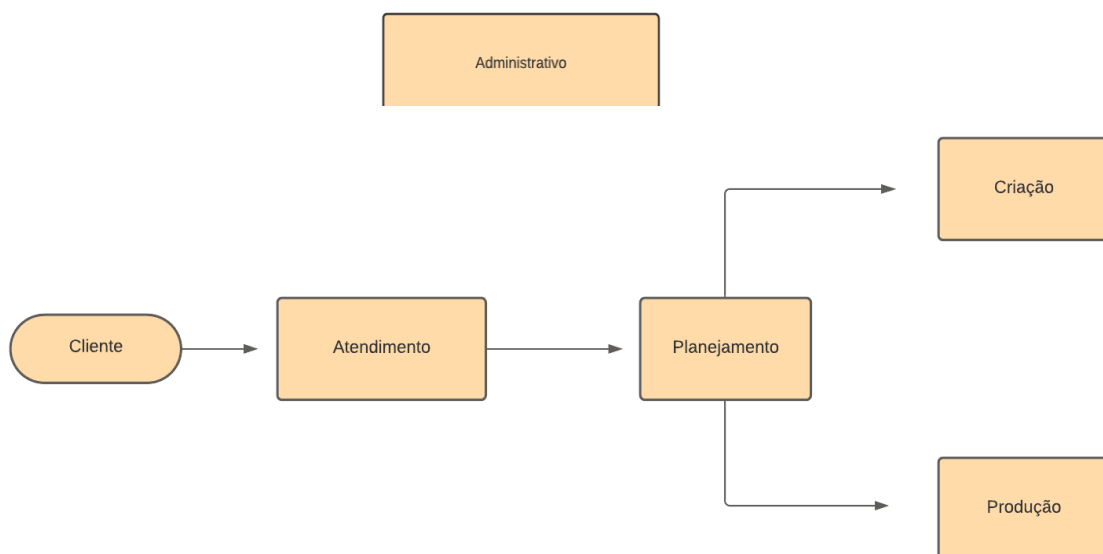 Administrativo
Criação
Cliente
Atendimento
Planejamento
Produção